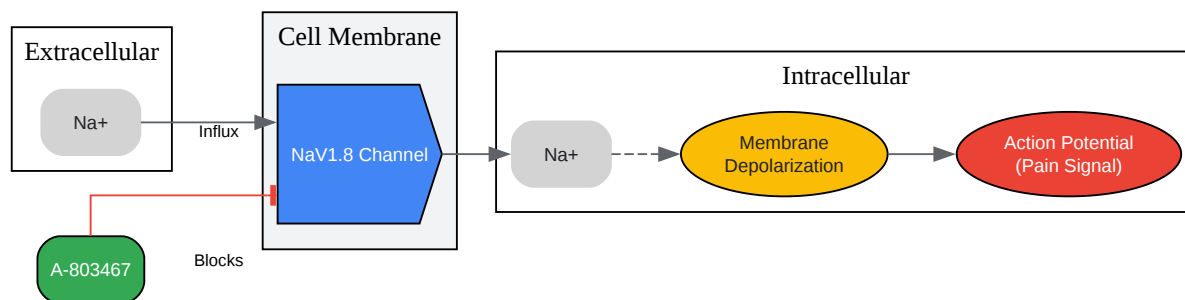 Extracellular
Na+
Influx
Cell Membrane
NaV1.8 Channel
Intracellular
Na+
Membrane
Depolarization
Action Potential
(Pain Signal)
A-803467
Blocks